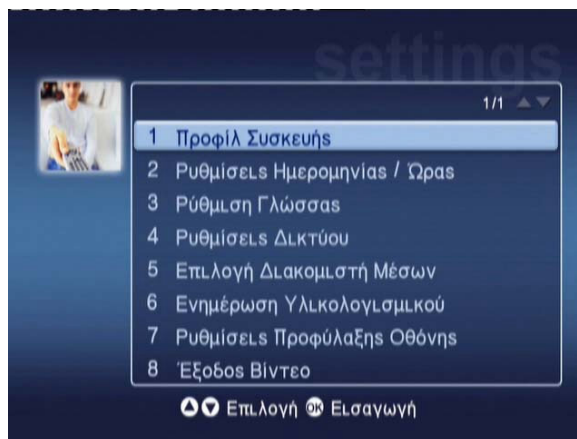 settings
1/1
1 Προφίλ Συσκευής
2 Ρυθμίσεις Ημερομηνίας / Ώρας
3 Ρύθμιση Γλώσσας
4 Ρυθμίσεις Δικτύου
5 Επιλογή Διακομιστή Μέσων
6 Ενημέρωση Υλικολογισμικού
7 Ρυθμίσεις Προφύλαξης Οθόνης
8 Έξοδος Βίντεο
Επιλογή OK Εισαγωγή